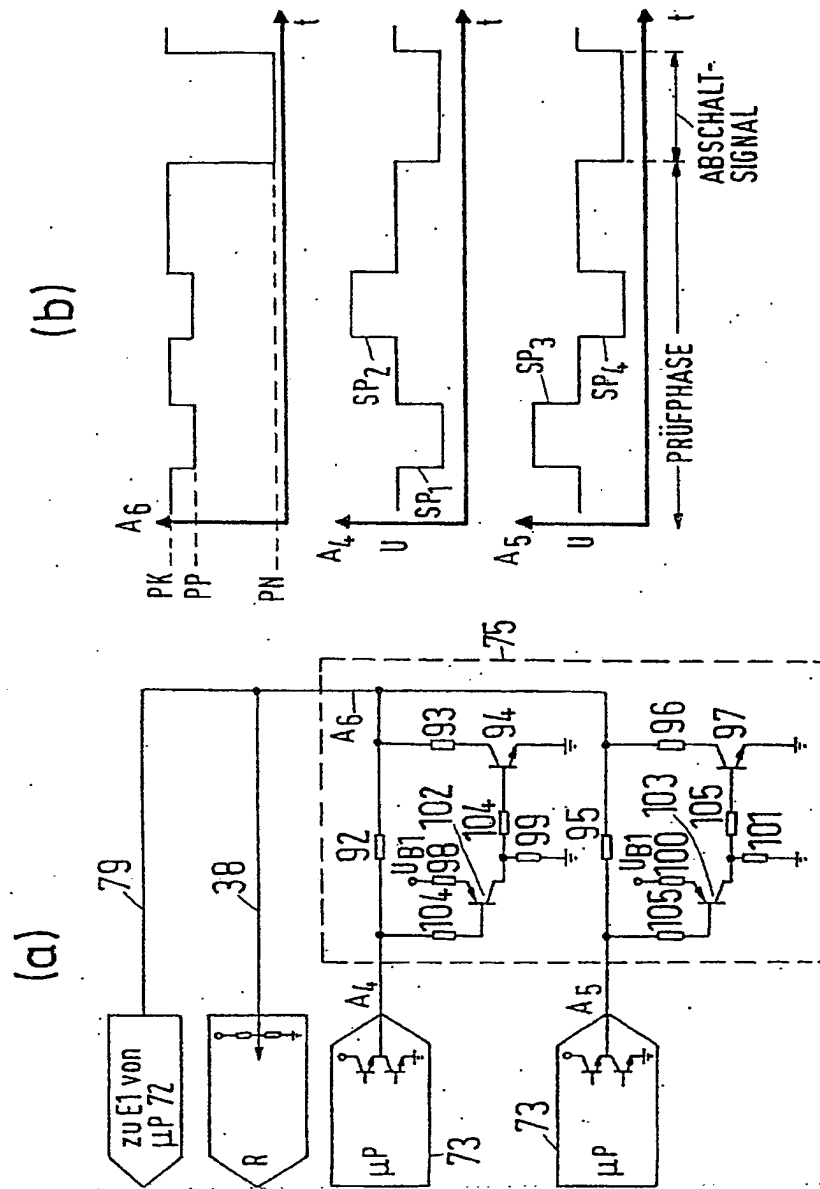 (a)
79
zu E1 von
µP 72
38
R
A6
75
µP
73
A4
92
93
94
104
98
UB1
102
104
99
µP
73
A5
95
96
97
105
100
UB1
103
105
101
(b)
A6
PK
PP
PN
t
A4
U
SP1
SP2
t
A5
U
SP3
SP4
t
PRÜFPHASE
ABSCHALT-
SIGNAL